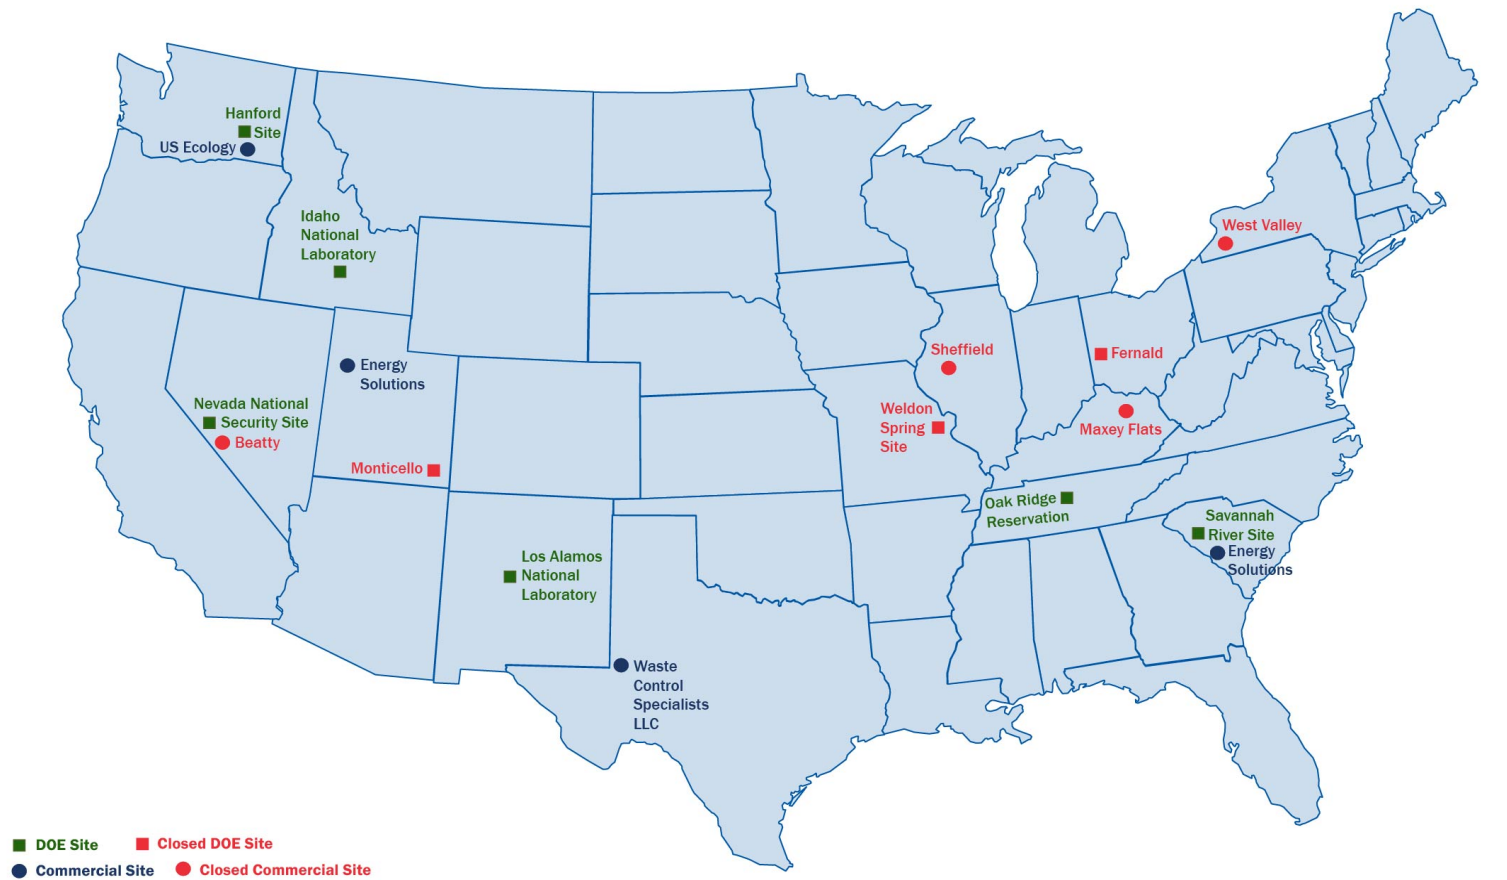 Hanford
Site
US Ecology
Idaho
National
Laboratory
West Valley
Energy
Solutions
Sheffield
Fernald
Nevada National
Security Site
Beatty
Weldon
Spring
Site
Maxey Flats
Monticello
Oak Ridge
Reservation
Savannah
River Site
Energy
Solutions
Los Alamos
National
Laboratory
Waste
Control
Specialists
LLC
DOE Site
Closed DOE Site
Commercial Site
Closed Commercial Site